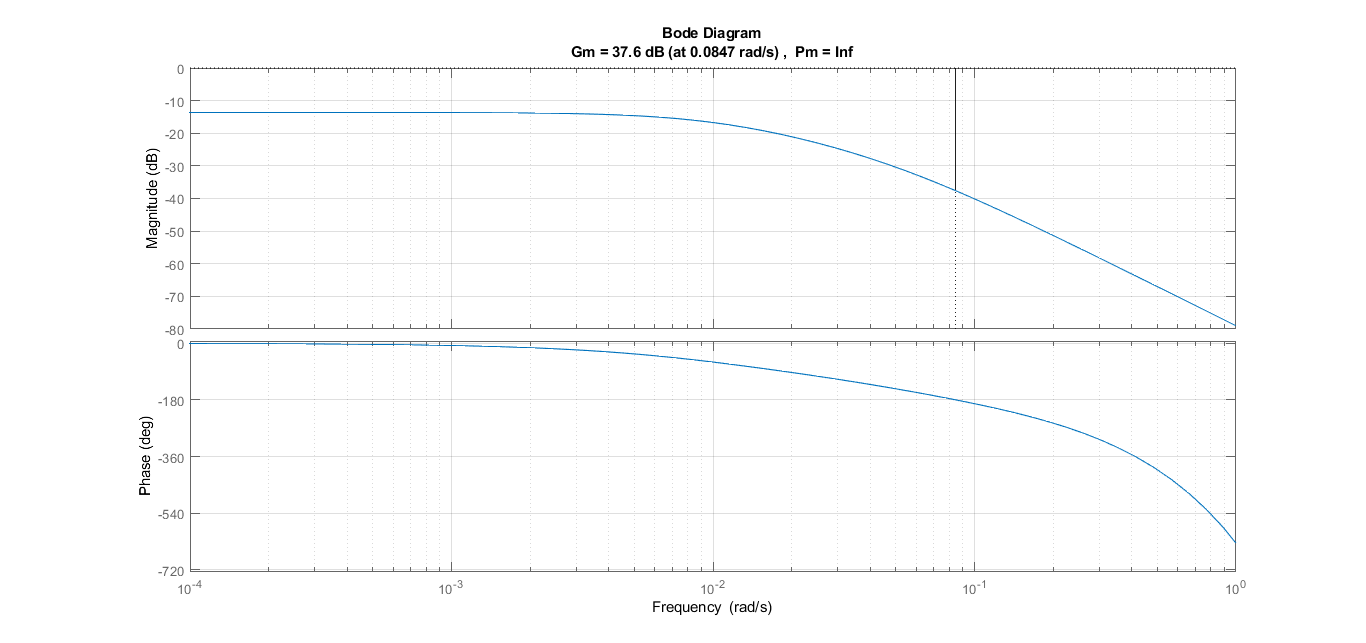 Bode Diagram
Gm = 37.6 dB (at 0.0847 rad/s) , Pm = Inf
Magnitude (dB)
0
-10
-20
-30
-40
-50
-60
-70
-80
Phase (deg)
0
-180
-360
-540
-720
10^-4 10^-3 10^-2 10^-1 10^0
Frequency (rad/s)